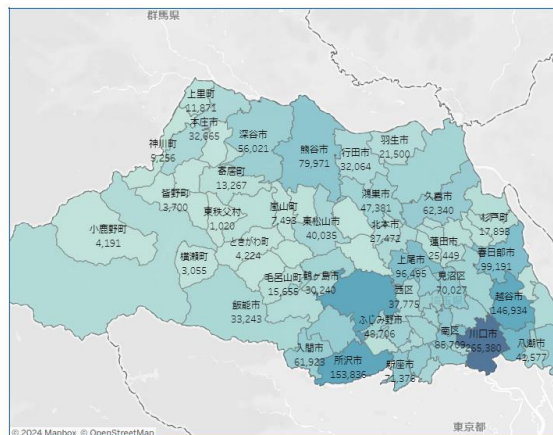 群馬県
上里町
11,871
本庄市
32,665
神川町
5,256
深谷市
56,021
熊谷市
79,971
行田市
32,064
羽生市
21,500
寄居町
13,267
皆野町
3,700
小鹿野町
4,191
東秩父村
1,020
嵐山町
7,493
東松山市
40,035
鴻巣市
47,381
久喜市
62,340
北本市
27,472
杉戸町
17,893
蓮田市
25,449
横瀬町
3,055
ときがわ町
4,224
毛呂山町
15,655
鶴ヶ島市
30,240
上尾市
96,495
見沼区
70,027
春日部市
99,191
西区
37,775
越谷市
146,934
飯能市
33,243
ふじみ野市
入間市
61,923
所沢市
153,836
新座市
71,376
南区
川口市
265,380
八潮市
42,577
東京都
© 2024 Mapbox © OpenStreetMap